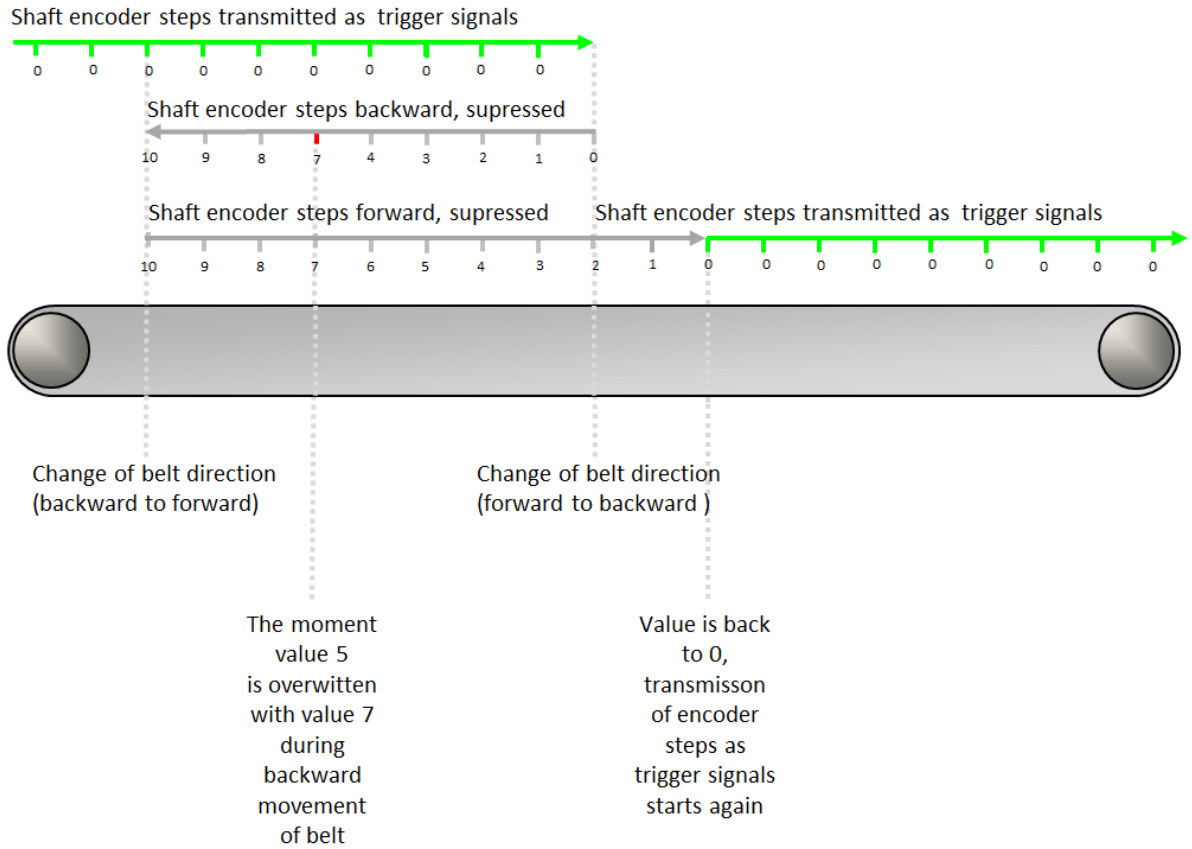 Shaft encoder steps transmitted as trigger signals
0 0 0 0 0 0 0 0 0 0
Shaft encoder steps backward, supressed
10 9 8 7 4 3 2 1 0
Shaft encoder steps forward, supressed
Shaft encoder steps transmitted as trigger signals
10 9 8 7 6 5 4 3 2 1 0 0 0 0 0 0 0 0 0
Change of belt direction
(backward to forward)
Change of belt direction
(forward to backward )
The moment
value 5
is overwitten
with value 7
during
backward
movement
of belt
Value is back
to 0,
transmisson
of encoder
steps as
trigger signals
starts again